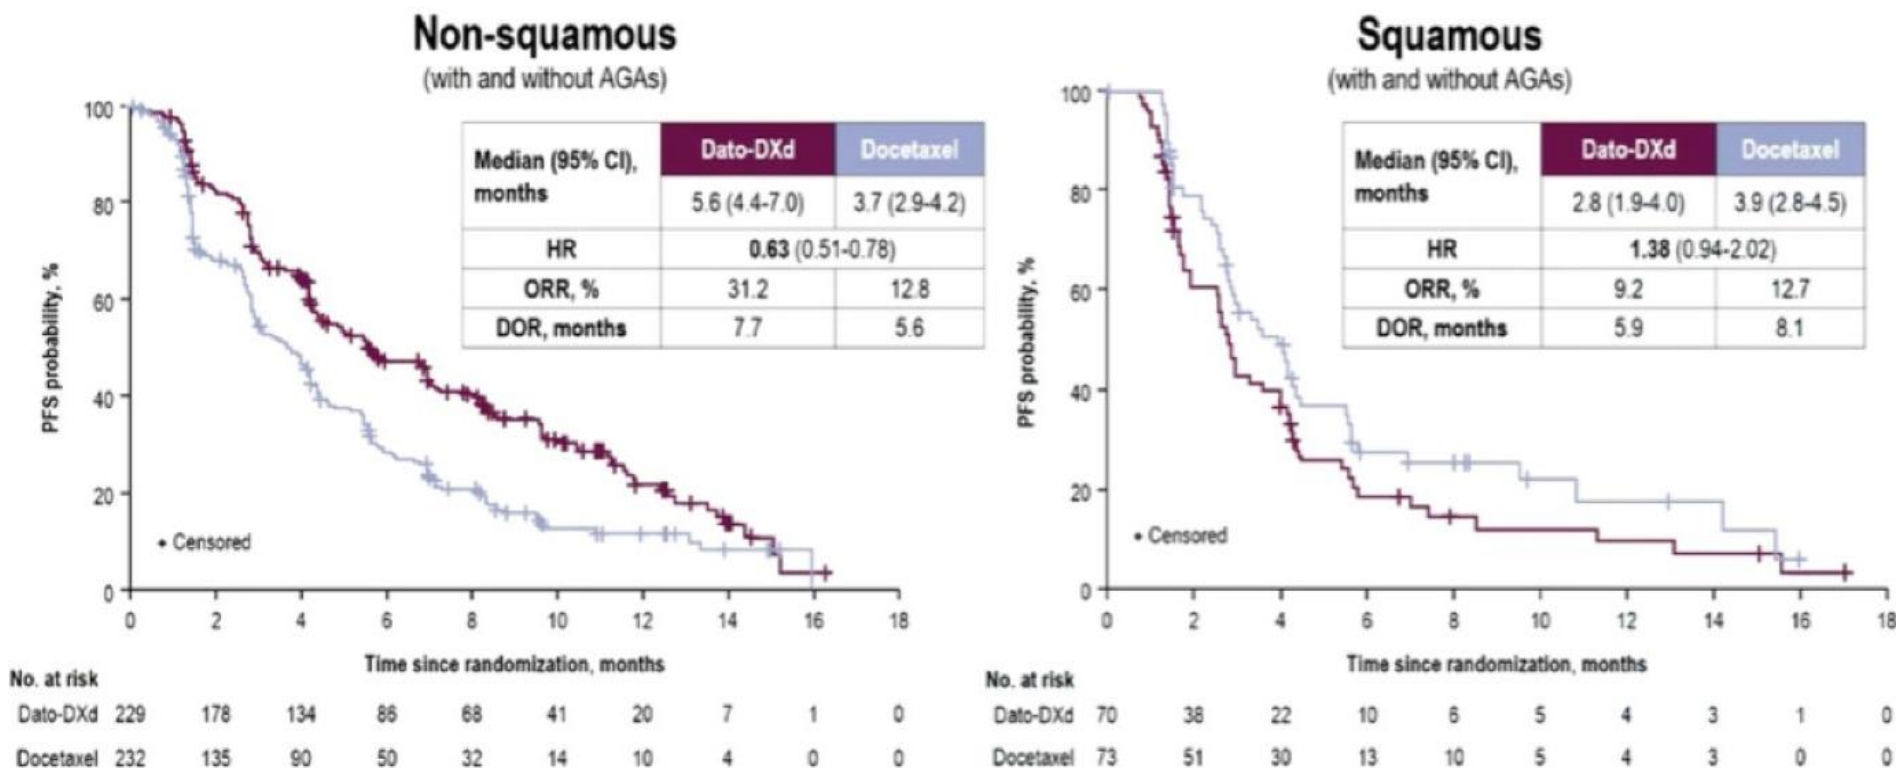 Non-squamous
(with and without AGAs)
Median (95% CI), months
Dato-DXd Docetaxel
5.6 (4.4-7.0) 3.7 (2.9-4.2)
HR 0.63 (0.51-0.78)
ORR, % 31.2 12.8
DOR, months 7.7 5.6
PFS probability, %
100
80
60
40
20
0
+ Censored
0 2 4 6 8 10 12 14 16 18
Time since randomization, months
No. at risk
Dato-DXd 229 178 134 86 68 41 20 7 1 0
Docetaxel 232 135 90 50 32 14 10 4 0 0
Squamous
(with and without AGAs)
Median (95% CI), months
Dato-DXd Docetaxel
2.8 (1.9-4.0) 3.9 (2.8-4.5)
HR 1.38 (0.94-2.02)
ORR, % 9.2 12.7
DOR, months 5.9 8.1
PFS probability, %
100
80
60
40
20
0
+ Censored
0 2 4 6 8 10 12 14 16 18
Time since randomization, months
No. at risk
Dato-DXd 70 38 22 10 6 5 4 3 1 0
Docetaxel 73 51 30 13 10 5 4 3 0 0